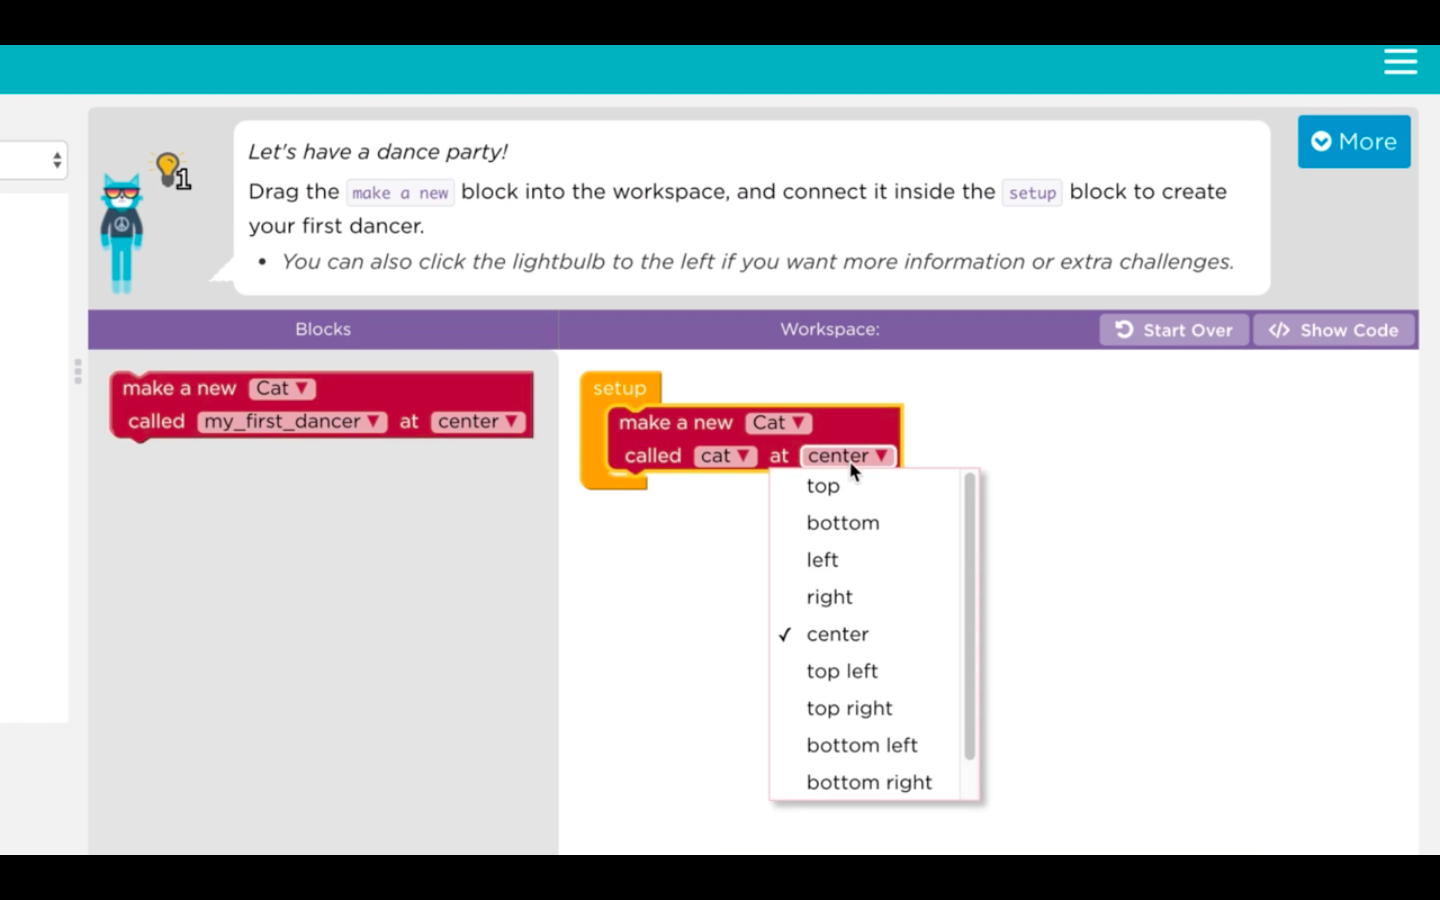 More
1
Let's have a dance party!
Drag the make a new block into the workspace, and connect it inside the setup block to create
your first dancer.
• You can also click the lightbulb to the left if you want more information or extra challenges.
Blocks
Workspace:
Start Over
</> Show Code
make a new Cat ▼
called my_first_dancer ▼ at center ▼
setup
make a new Cat ▼
called cat ▼ at center ▼
top
bottom
left
right
✓ center
top left
top right
bottom left
bottom right